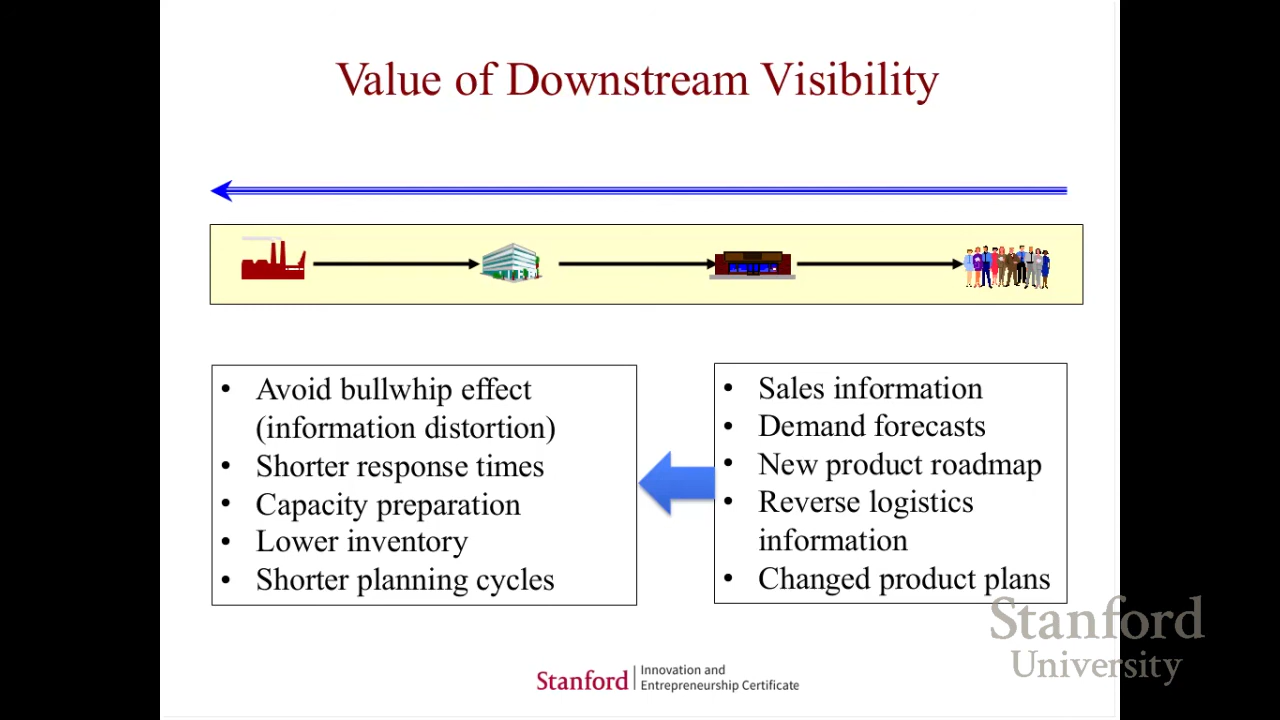 Value of Downstream Visibility
• Avoid bullwhip effect
(information distortion)
• Shorter response times
• Capacity preparation
• Lower inventory
• Shorter planning cycles
• Sales information
• Demand forecasts
• New product roadmap
• Reverse logistics
information
• Changed product plans
Stanford
University
Stanford
Innovation and
Entrepreneurship Certificate